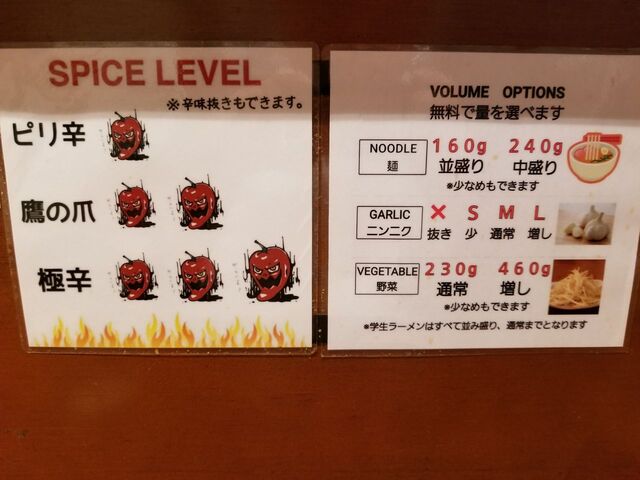 SPICE LEVEL
※辛味抜きもできます。
ピリ辛
鷹の爪
極辛
VOLUME OPTIONS
無料で量を選べます
NOODLE 160g 240g
麺 並盛り 中盛り
※少なめもできます
GARLIC × S M L
ニンニク 抜き 少 通常 増し
VEGETABLE 230g 460g
野菜 通常 増し
※少なめもできます
※学生ラーメンはすべて並み盛り、通常までとなります